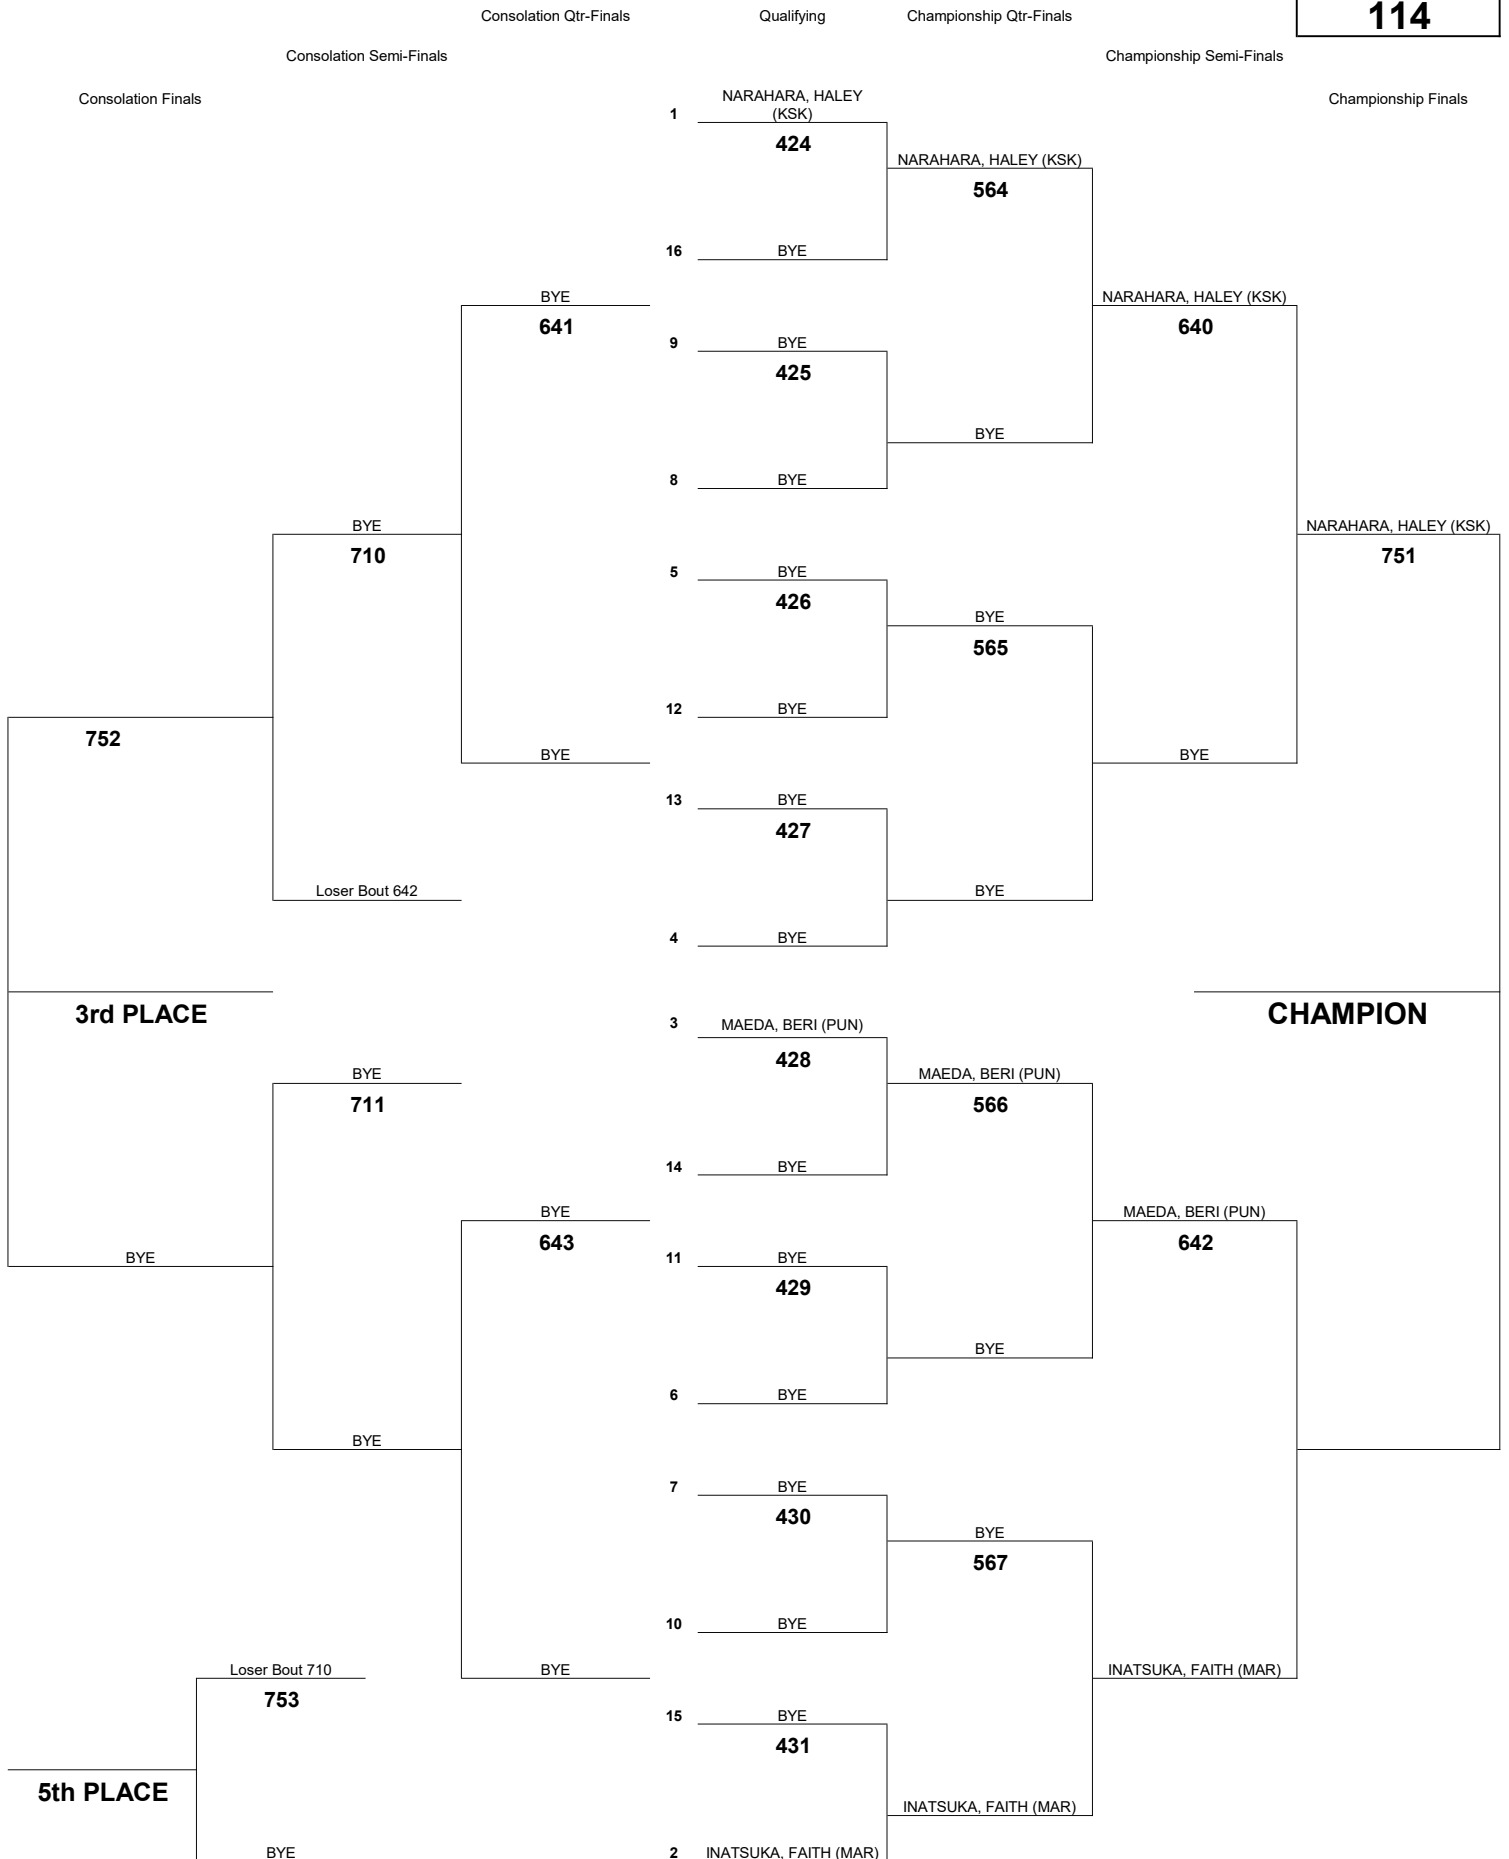 Consolation Qtr-Finals
Qualifying
Championship Qtr-Finals
114
Consolation Semi-Finals
Championship Semi-Finals
Consolation Finals
Championship Finals
1
NARAHARA, HALEY
(KSK)
424
NARAHARA, HALEY (KSK)
564
16
BYE
BYE
641
NARAHARA, HALEY (KSK)
640
9
BYE
425
BYE
8
BYE
BYE
710
NARAHARA, HALEY (KSK)
751
5
BYE
426
BYE
565
12
BYE
752
BYE
BYE
13
BYE
427
Loser Bout 642
BYE
4
BYE
3rd PLACE
CHAMPION
3
MAEDA, BERI (PUN)
428
BYE
711
MAEDA, BERI (PUN)
566
14
BYE
BYE
643
MAEDA, BERI (PUN)
642
BYE
11
BYE
429
BYE
6
BYE
BYE
7
BYE
430
BYE
567
10
BYE
Loser Bout 710
753
BYE
INATSUKA, FAITH (MAR)
15
BYE
431
5th PLACE
INATSUKA, FAITH (MAR)
BYE
2
INATSUKA, FAITH (MAR)